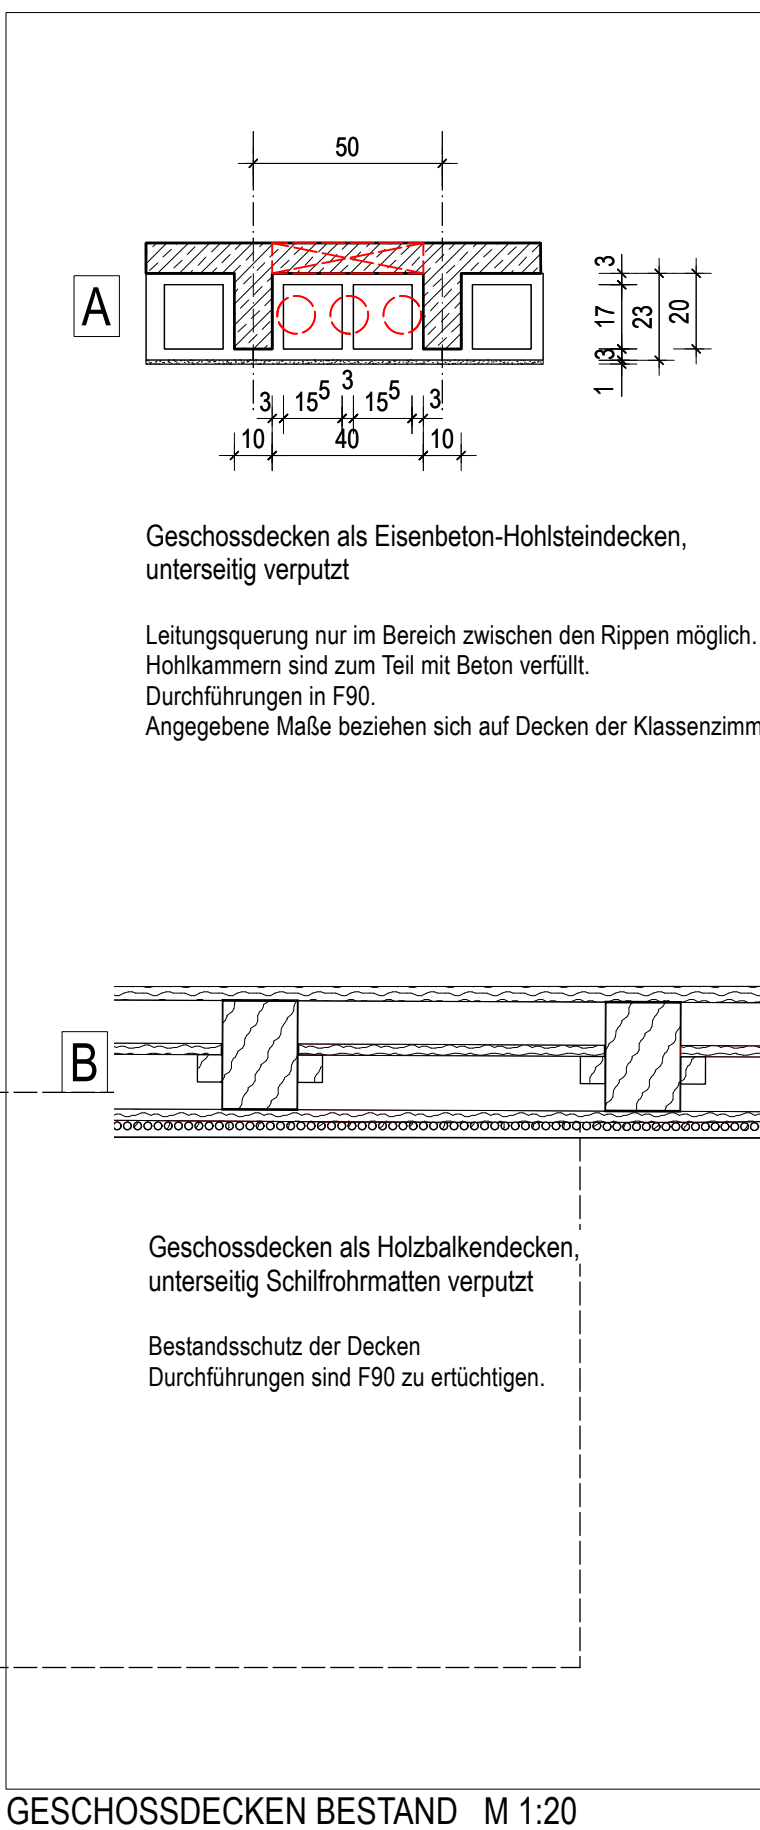 50
A
3
17
23
20
3
1
3 15⁵ 3 15⁵ 3
10 40 10
Geschossdecken als Eisenbeton-Hohlsteindecken,
unterseitig verputzt
Leitungsquerung nur im Bereich zwischen den Rippen möglich.
Hohlkammern sind zum Teil mit Beton verfüllt.
Durchführungen in F90.
Angegebene Maße beziehen sich auf Decken der Klassenzimm
B
Geschossdecken als Holzbalkendecken,
unterseitig Schilfrohrmatten verputzt
Bestandsschutz der Decken
Durchführungen sind F90 zu ertüchtigen.
GESCHOSSDECKEN BESTAND M 1:20